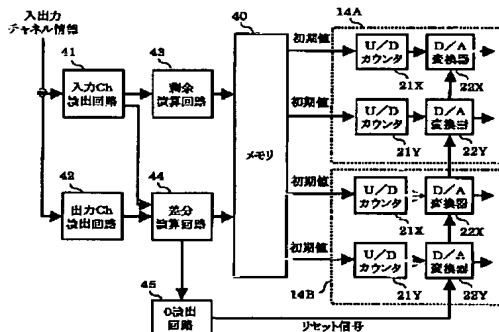 入出力
チャネル情報
41
入力Ch
検出回路
43
剰余
演算回路
42
出力Ch
検出回路
44
差分
演算回路
45
0検出
回路
40
メモリ
14A
初期値
U/D
カウンタ
21X
D/A
変換器
22X
初期値
U/D
カウンタ
21Y
D/A
変換器
22Y
初期値
U/D
カウンタ
21X
D/A
変換器
22X
初期値
U/D
カウンタ
21Y
D/A
変換器
22Y
14B
リセット信号